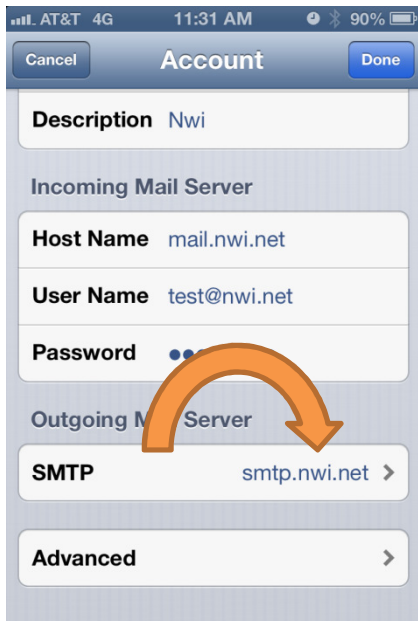 AT&T 4G 11:31 AM 90%
Cancel Account Done
Description Nwi
Incoming Mail Server
Host Name mail.nwi.net
User Name test@nwi.net
Password
Outgoing M Server
SMTP smtp.nwi.net
Advanced